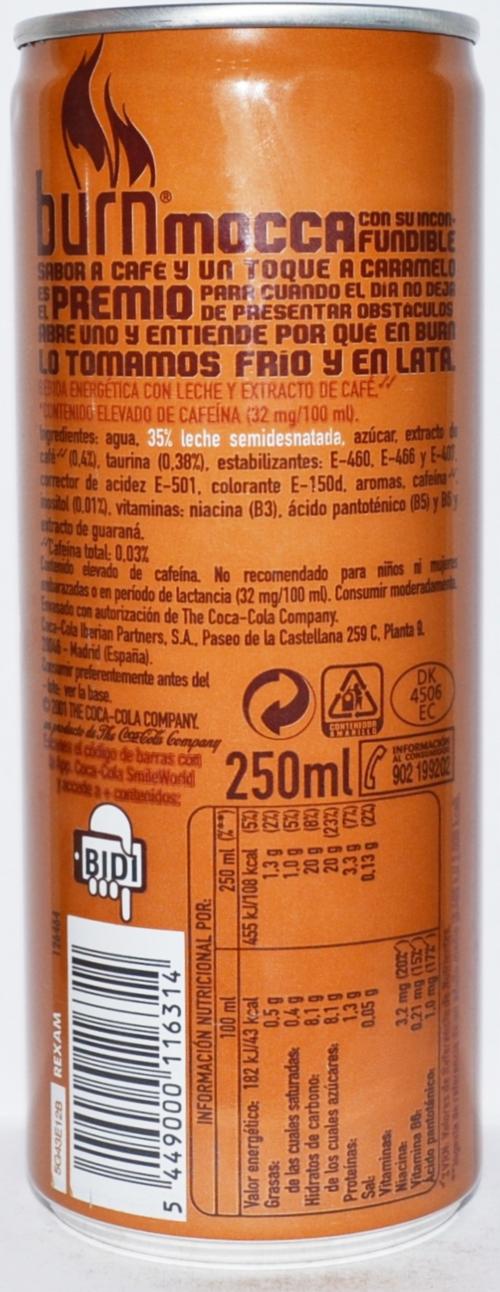 burn® mocca CON SU INCON-
FUNDIBLE
SABOR A CAFÉ Y UN TOQUE A CARAMELO
ES EL PREMIO PARA CUANDO EL DÍA NO DEJA
DE PRESENTAR OBSTÁCULOS
ABRE UNO Y ENTIENDE POR QUÉ EN BURN
LO TOMAMOS FRÍO Y EN LATA.
BEBIDA ENERGÉTICA CON LECHE Y EXTRACTO DE CAFÉ.
CONTENIDO ELEVADO DE CAFEÍNA (32 mg/100 ml).
Ingredientes: agua, 35% leche semidesnatada, azúcar, extracto de
café (0,4%), taurina (0,38%), estabilizantes: E-460, E-466 y E-407,
corrector de acidez E-501, colorante E-150d, aromas, cafeína
inositol (0,01%), vitaminas: niacina (B3), ácido pantoténico (B5) y B6 y
extracto de guaraná.
Cafeína total: 0,03%
Contenido elevado de cafeína. No recomendado para niños ni mujeres
embarazadas o en período de lactancia (32 mg/100 ml). Consumir moderadamente.
Envasado con autorización de The Coca-Cola Company.
Coca-Cola Iberian Partners, S.A., Paseo de la Castellana 259 C, Planta 9.
28046 - Madrid (España).
Consumir preferentemente antes del
ver la base.
THE COCA-COLA COMPANY.
producto de The Coca-Cola Company
el código de barras con
App. Coca-Cola SmileWorld
y accede a + contenidos:
CONTENEDOR
AMARILLO
DK
4506
EC
250ml
INFORMACIÓN
AL CONSUMIDOR
902 199202
BIDI
126464
5G43E12B REXAM
5 449000 116314
INFORMACIÓN NUTRICIONAL POR:
100 ml 250 ml (%**)
Valor energético: 182 kJ/43 kcal 455 kJ/108 kcal (5%)
Grasas: 0,5 g 1,3 g (2%)
de las cuales saturadas: 0,4 g 1,0 g (5%)
Hidratos de carbono: 8,1 g 20 g (8%)
de los cuales azúcares: 8,1 g 20 g (23%)
Proteínas: 1,3 g 3,3 g (7%)
Sal: 0,05 g 0,13 g (2%)
Vitaminas:
Niacina: 3,2 mg (20%)
Vitamina B6: 0,21 mg (15%)
Ácido pantoténico: 1,0 mg (17%)